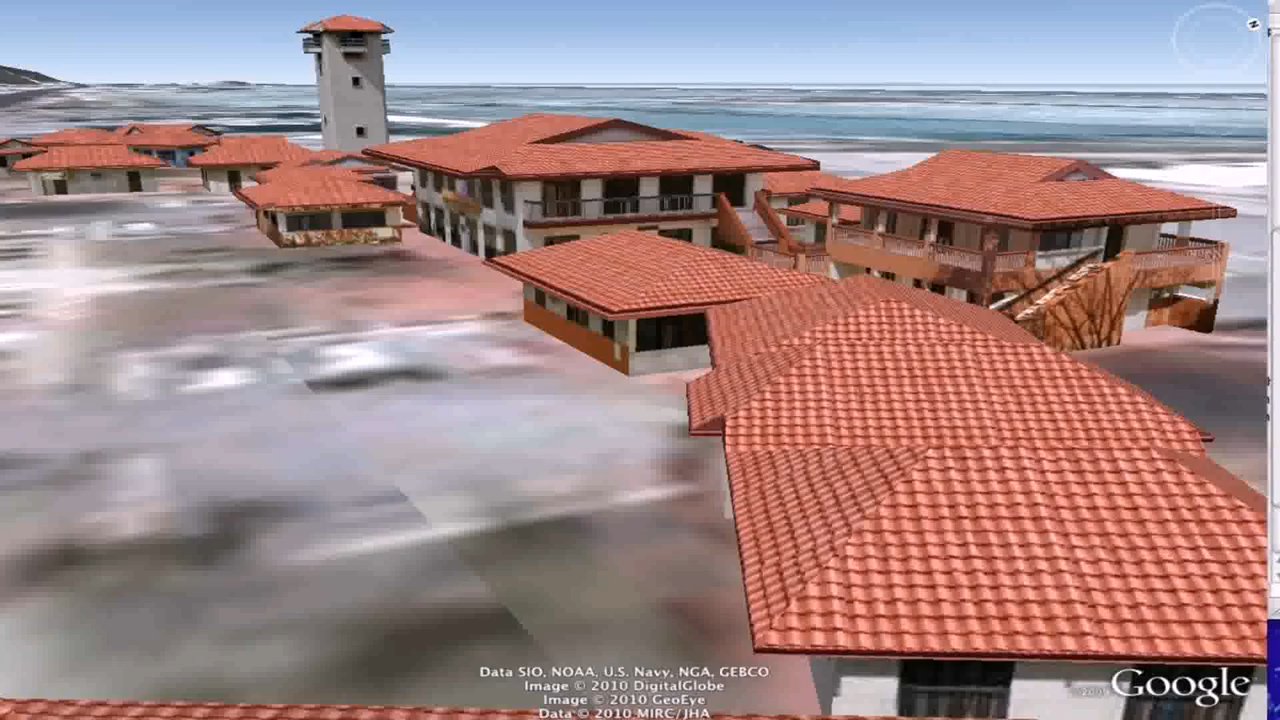 Data SIO, NOAA, U.S. Navy, NGA, GEBCO
Image © 2010 DigitalGlobe
Image © 2010 GeoEye
Data © 2010 MIRC/JHA
Google